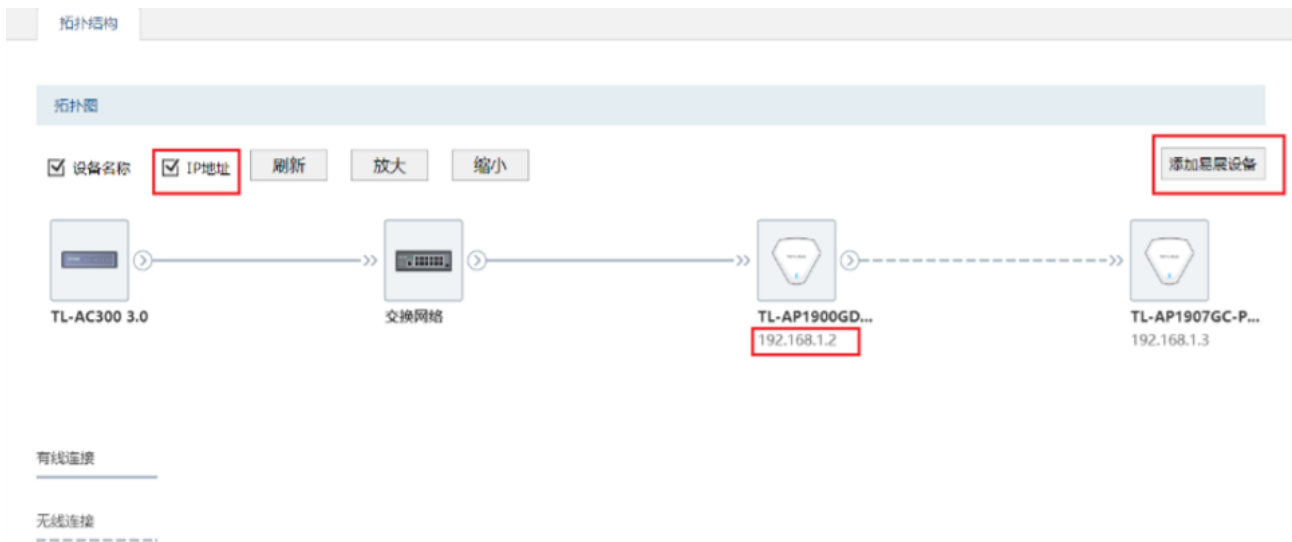 拓扑结构
拓扑图
设备名称 IP地址 刷新 放大 缩小 添加易展设备
TL-AC300 3.0 交换网络 TL-AP1900GD... TL-AP1907GC-P...
192.168.1.2 192.168.1.3
有线连接
无线连接